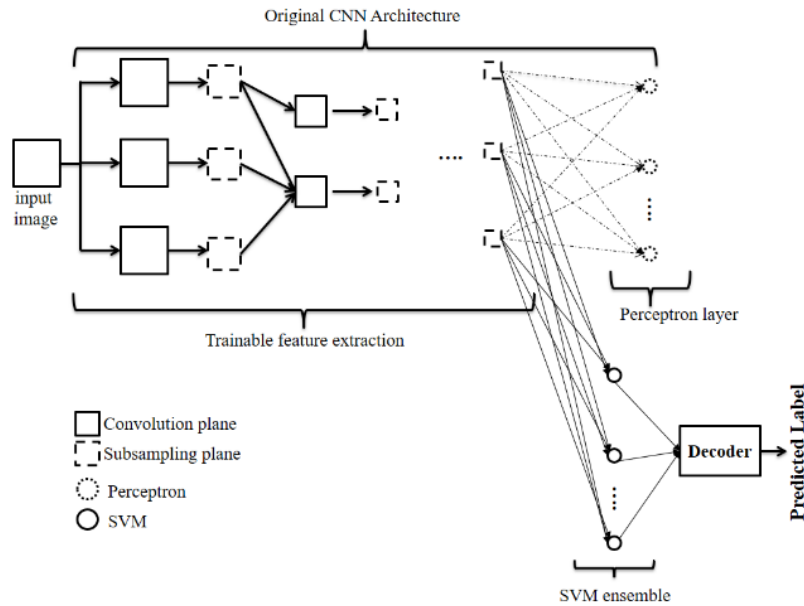 Original CNN Architecture
input
image
....
....
Perceptron layer
Trainable feature extraction
Convolution plane
Subsampling plane
Perceptron
SVM
Decoder
Predicted Label
....
SVM ensemble